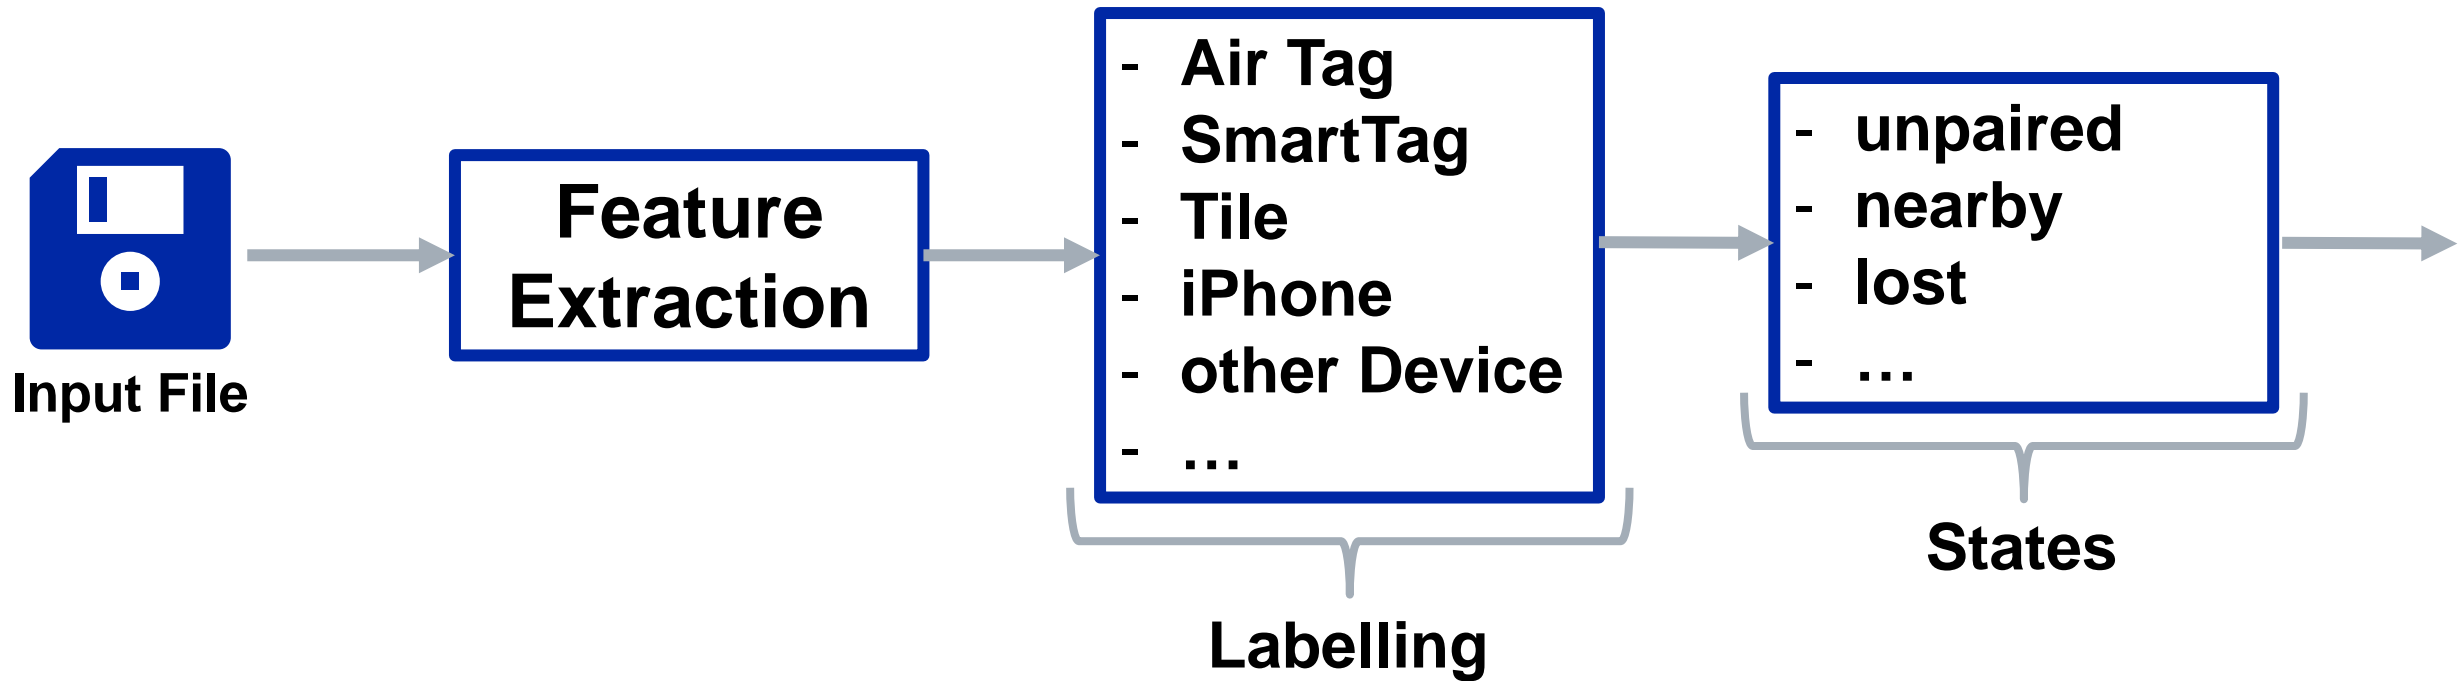 Input File
Feature
Extraction
- Air Tag
- SmartTag
- Tile
- iPhone
- other Device
- …
Labelling
- unpaired
- nearby
- lost
- …
States